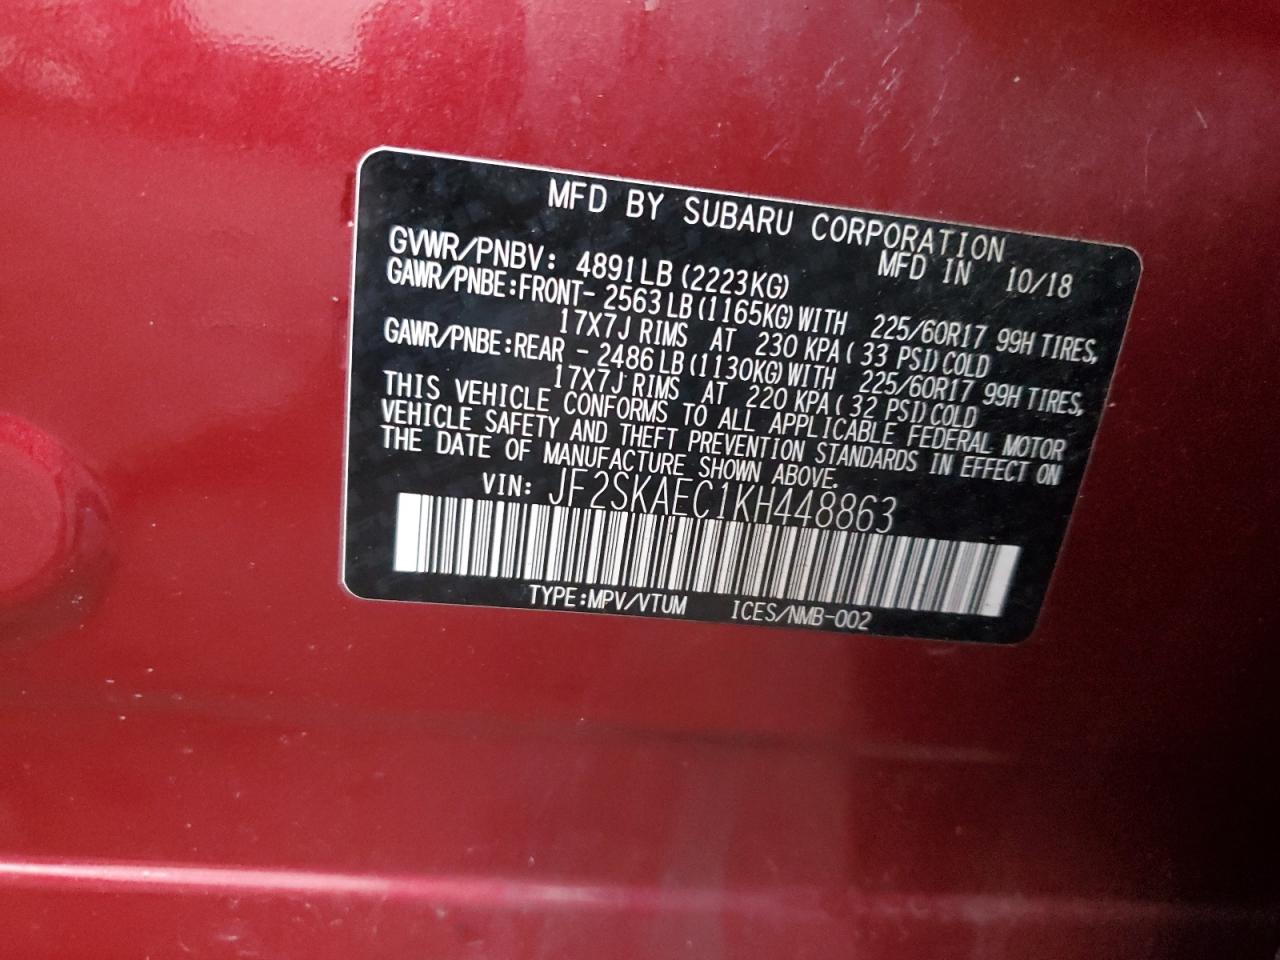 MFD BY SUBARU CORPORATION
MFD IN 10/18
GVWR/PNBV: 4891LB(2223KG)
GAWR/PNBE:FRONT- 2563LB(1165KG)WITH 225/60R17 99H TIRES,
17X7J RIMS AT 230 KPA(33 PSI)COLD
GAWR/PNBE:REAR - 2486LB(1130KG)WITH 225/60R17 99H TIRES,
17X7J RIMS AT 220 KPA(32 PSI)COLD
THIS VEHICLE CONFORMS TO ALL APPLICABLE FEDERAL MOTOR
VEHICLE SAFETY AND THEFT PREVENTION STANDARDS IN EFFECT ON
THE DATE OF MANUFACTURE SHOWN ABOVE.
VIN: JF2SKAEC1KH448863
TYPE:MPV/VTUM ICES/NMB-002